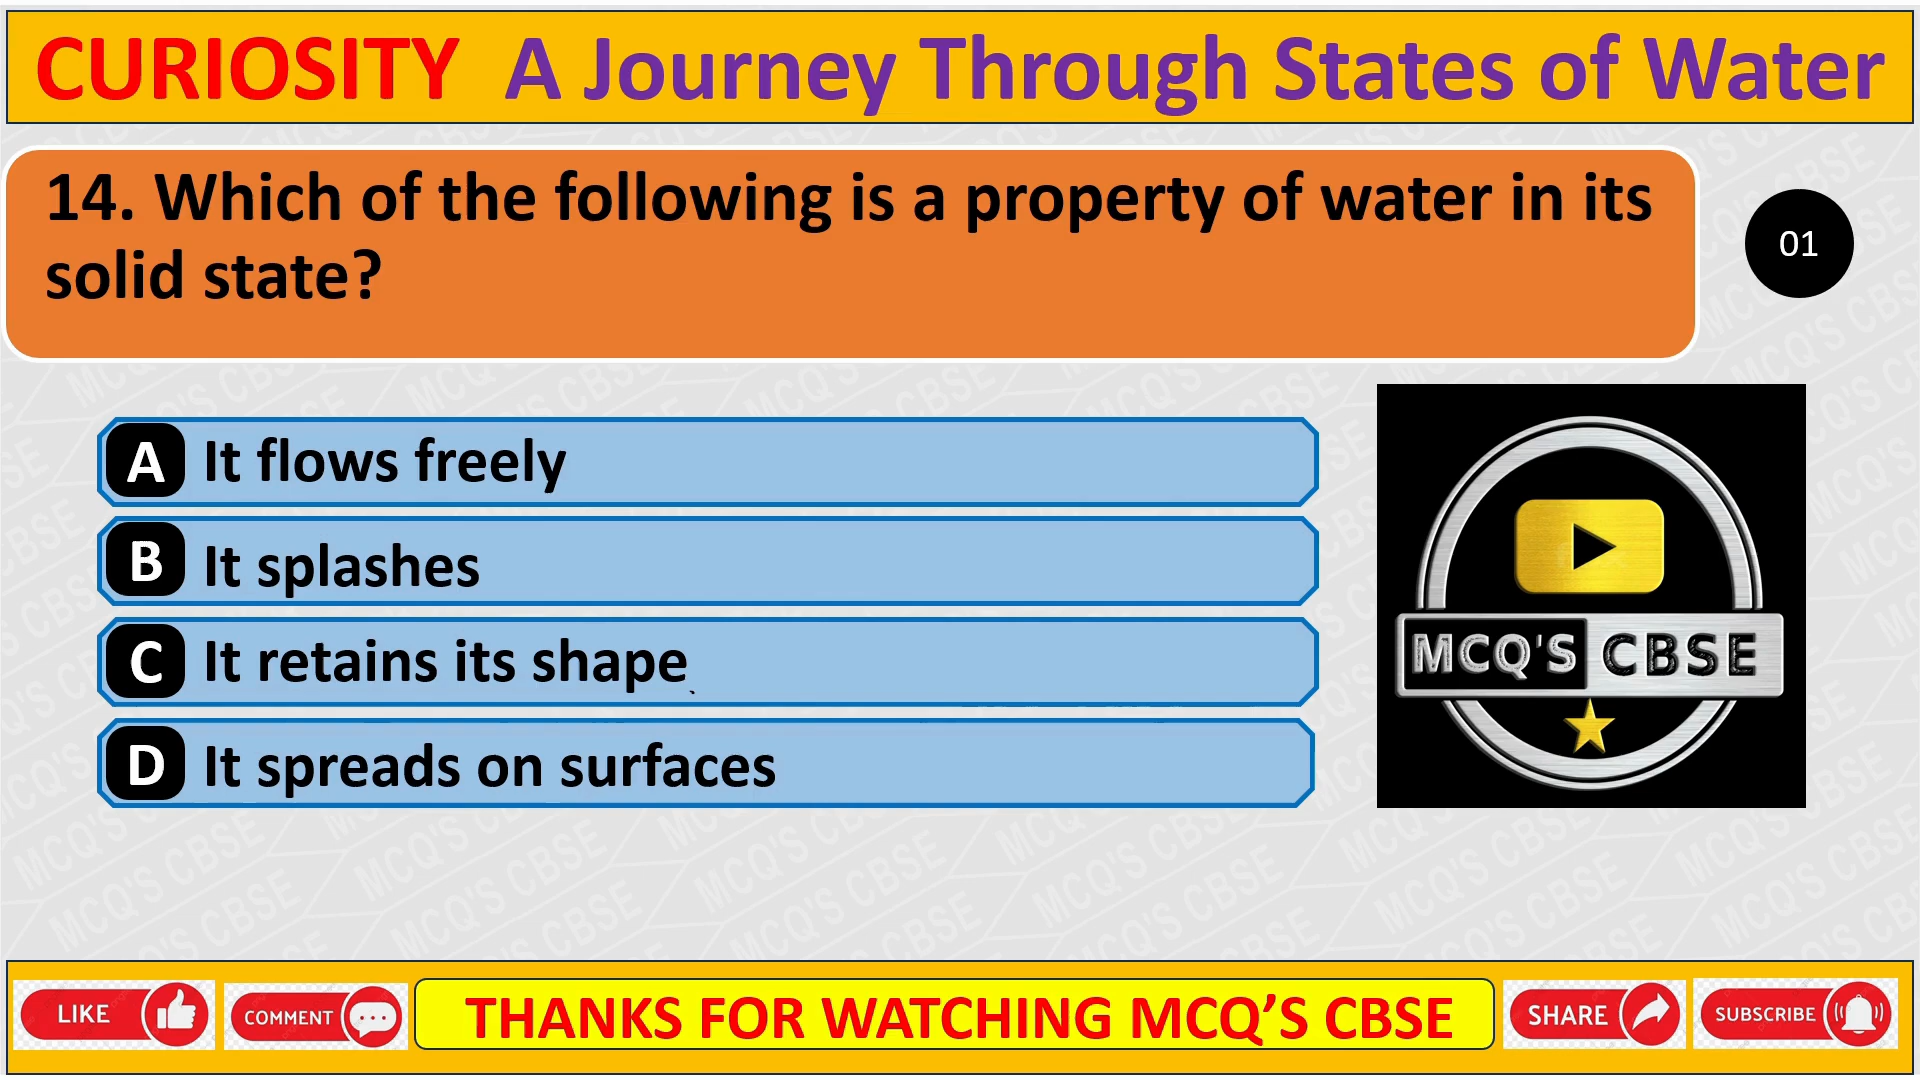 CURIOSITY A Journey Through States of Water
14. Which of the following is a property of water in its
solid state?
01
A It flows freely
B It splashes
C It retains its shape
D It spreads on surfaces
MCQ'S CBSE
LIKE
COMMENT
THANKS FOR WATCHING MCQ’S CBSE
SHARE
SUBSCRIBE